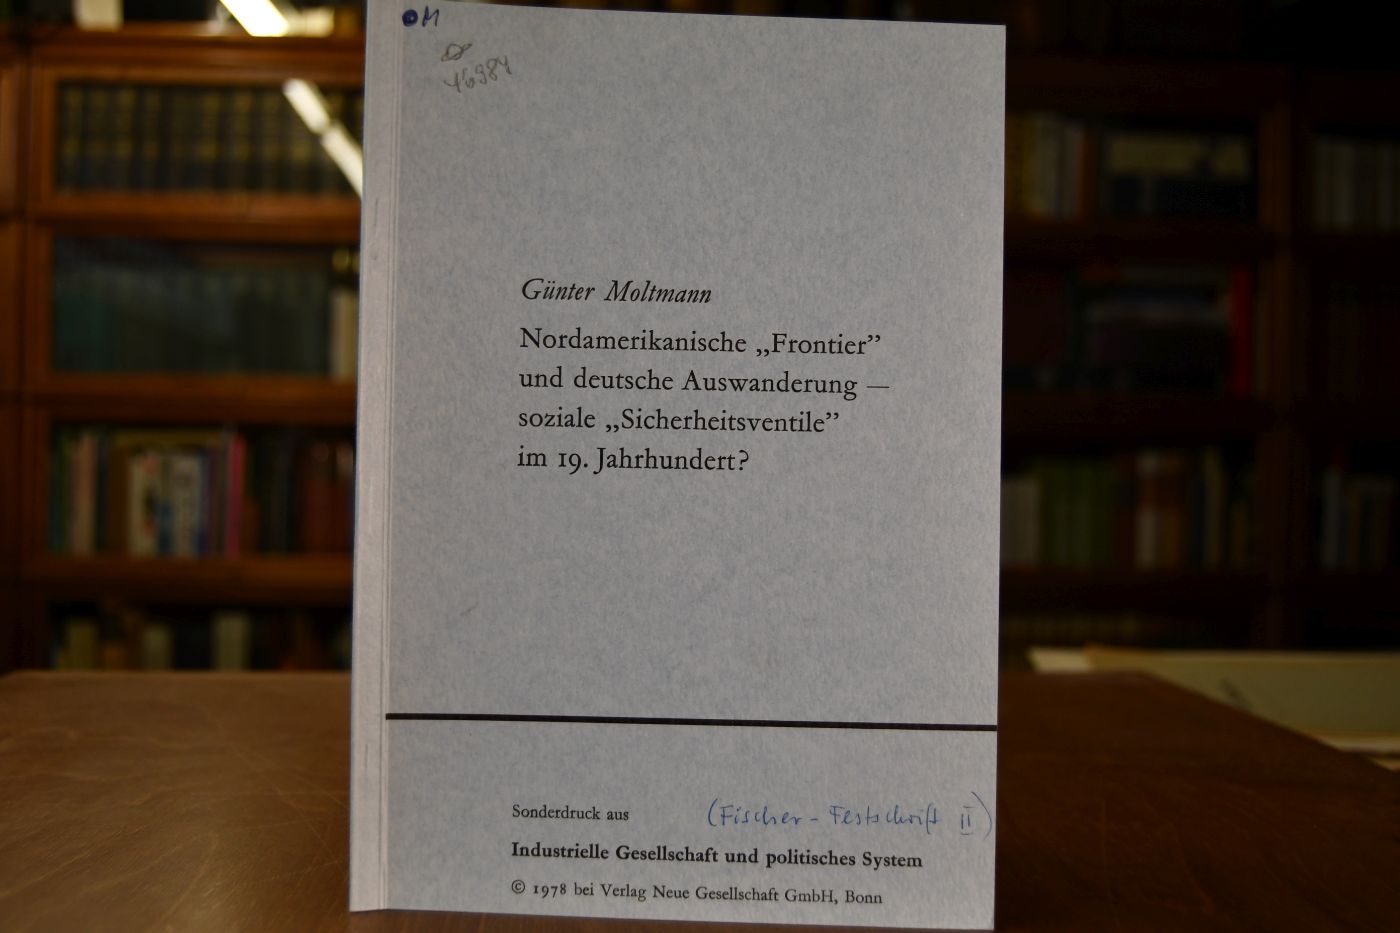 M
46984
Günter Moltmann
Nordamerikanische „Frontier”
und deutsche Auswanderung —
soziale „Sicherheitsventile”
im 19. Jahrhundert?
Sonderdruck aus (Fischer-Festschrift II)
Industrielle Gesellschaft und politisches System
© 1978 bei Verlag Neue Gesellschaft GmbH, Bonn